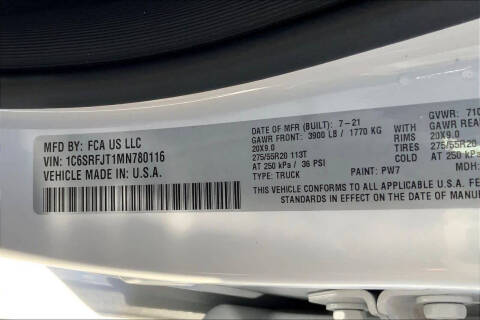 MFD BY: FCA US LLC
VIN: 1C6SRFJT1MN780116
VEHICLE MADE IN: U.S.A.
DATE OF MFR (BUILT): 7-21
GAWR FRONT: 3900 LB / 1770 KG
20X9.0
275/55R20 113T
AT 250 kPa / 36 PSI
TYPE: TRUCK
PAINT: PW7
THIS VEHICLE CONFORMS TO ALL APPLICABLE U.S.A. FE
STANDARDS IN EFFECT ON THE DATE OF MANU
GVWR: 710
GAWR REA
WITH TIRES
RIMS
20X9.0
275/55R20
AT 250 kP
MDH: